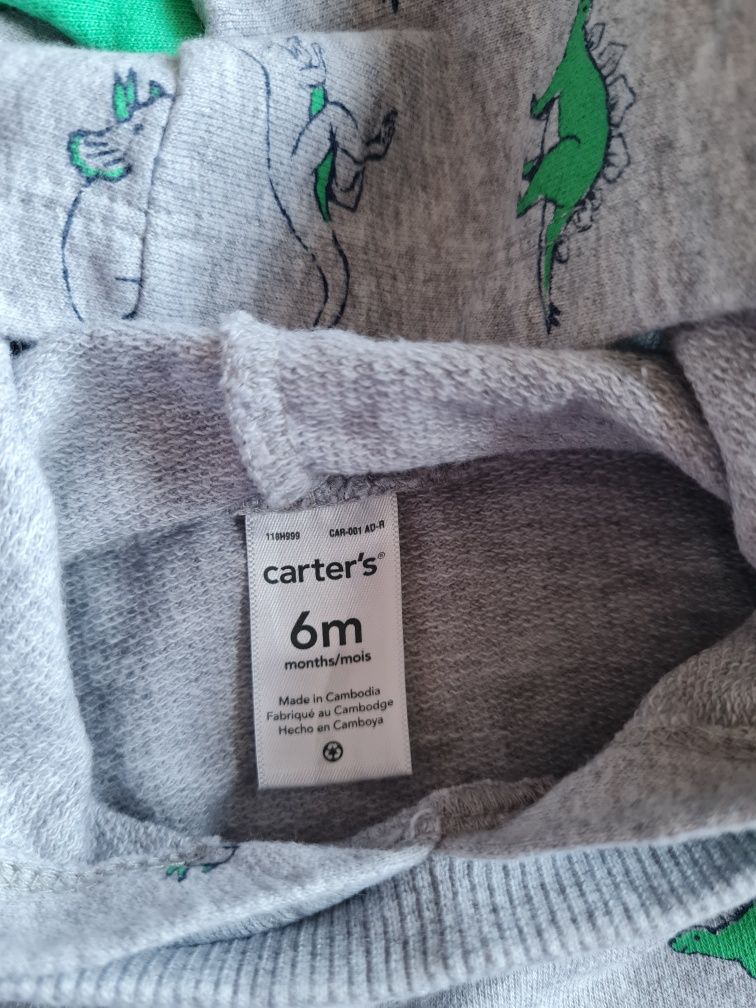 118H999 CAR-001 AD-R
carter's®
6m
months/mois
Made in Cambodia
Fabriqué au Cambodge
Hecho en Camboya